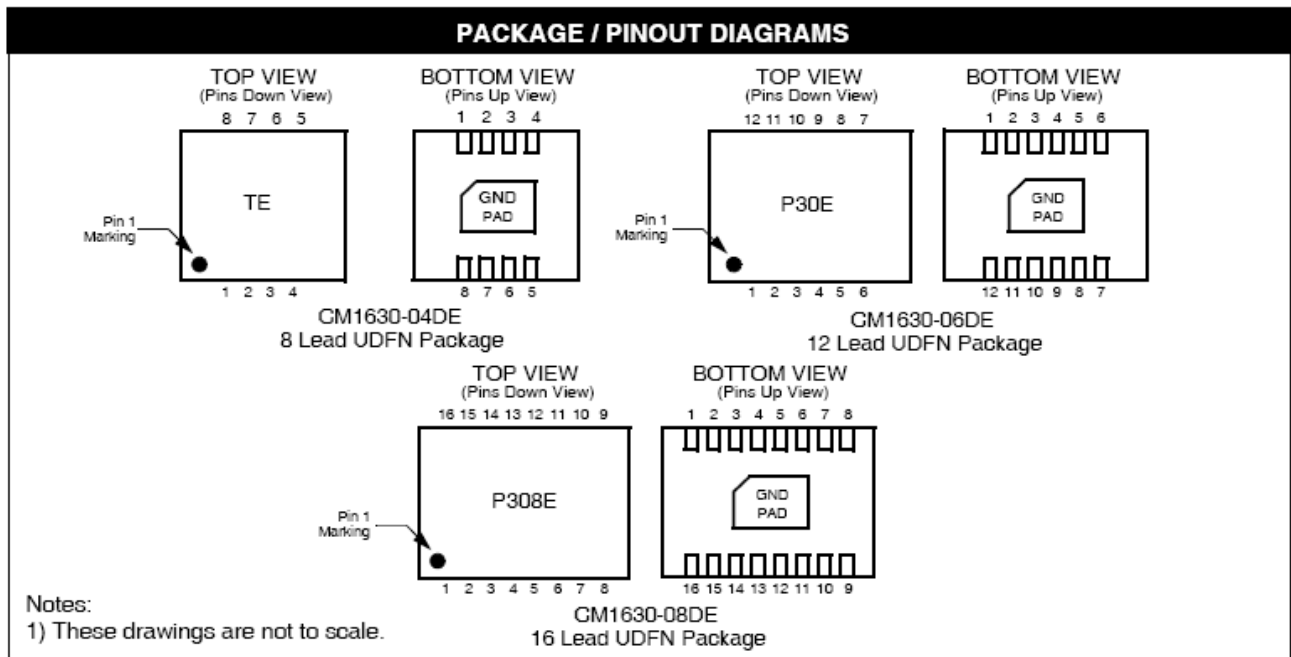 PACKAGE / PINOUT DIAGRAMS
TOP VIEW
(Pins Down View)
8 7 6 5
TE
Pin 1
Marking
1 2 3 4
BOTTOM VIEW
(Pins Up View)
1 2 3 4
GND
PAD
8 7 6 5
CM1630-04DE
8 Lead UDFN Package
TOP VIEW
(Pins Down View)
12 11 10 9 8 7
P30E
Pin 1
Marking
1 2 3 4 5 6
BOTTOM VIEW
(Pins Up View)
1 2 3 4 5 6
GND
PAD
12 11 10 9 8 7
CM1630-06DE
12 Lead UDFN Package
TOP VIEW
(Pins Down View)
16 15 14 13 12 11 10 9
P308E
Pin 1
Marking
1 2 3 4 5 6 7 8
BOTTOM VIEW
(Pins Up View)
1 2 3 4 5 6 7 8
GND
PAD
16 15 14 13 12 11 10 9
CM1630-08DE
16 Lead UDFN Package
Notes:
1) These drawings are not to scale.